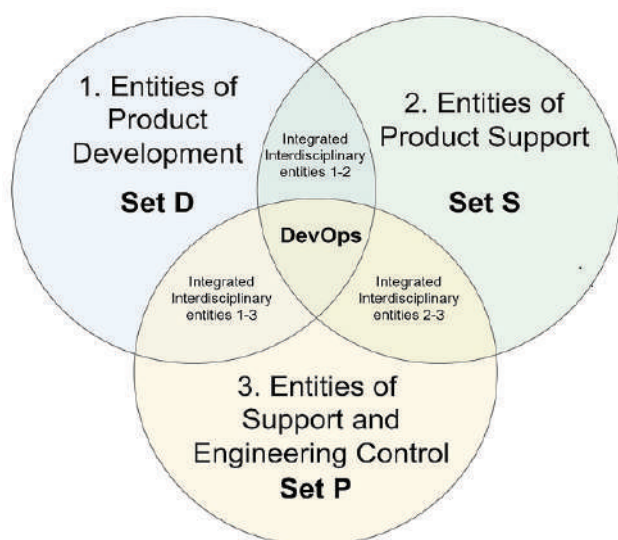 1. Entities of
Product
Development
Set D
2. Entities of
Product Support
Set S
Integrated
Interdisciplinary
entities 1-2
DevOps
Integrated
Interdisciplinary
entities 1-3
Integrated
Interdisciplinary
entities 2-3
3. Entities of
Support and
Engineering Control
Set P